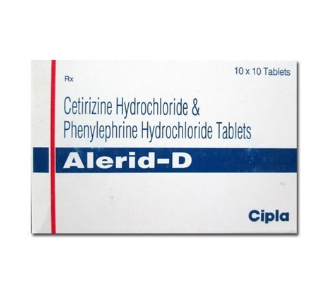 Rx
10 x 10 Tablets
Cetirizine Hydrochloride &
Phenylephrine Hydrochloride Tablets
Alerid-D
Cipla